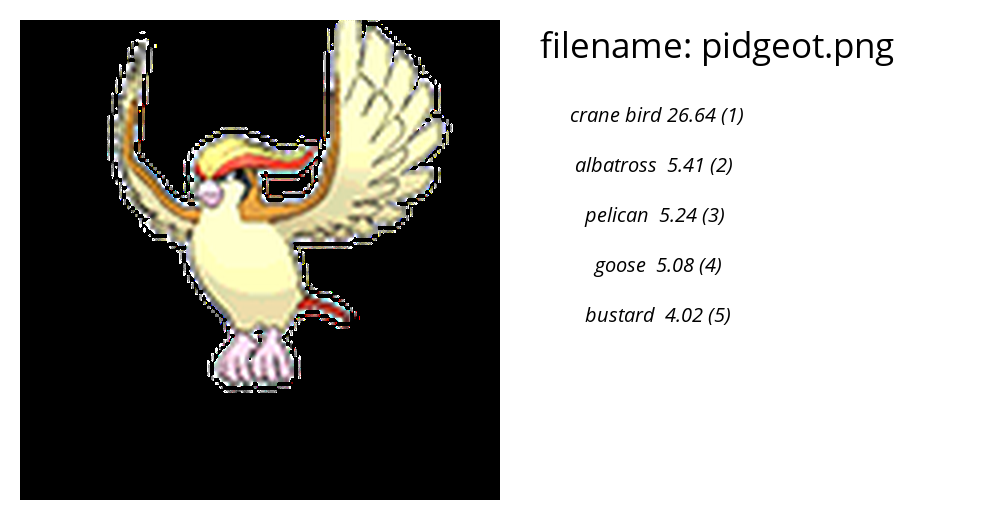 filename: pidgeot.png
crane bird 26.64 (1)
albatross 5.41 (2)
pelican 5.24 (3)
goose 5.08 (4)
bustard 4.02 (5)